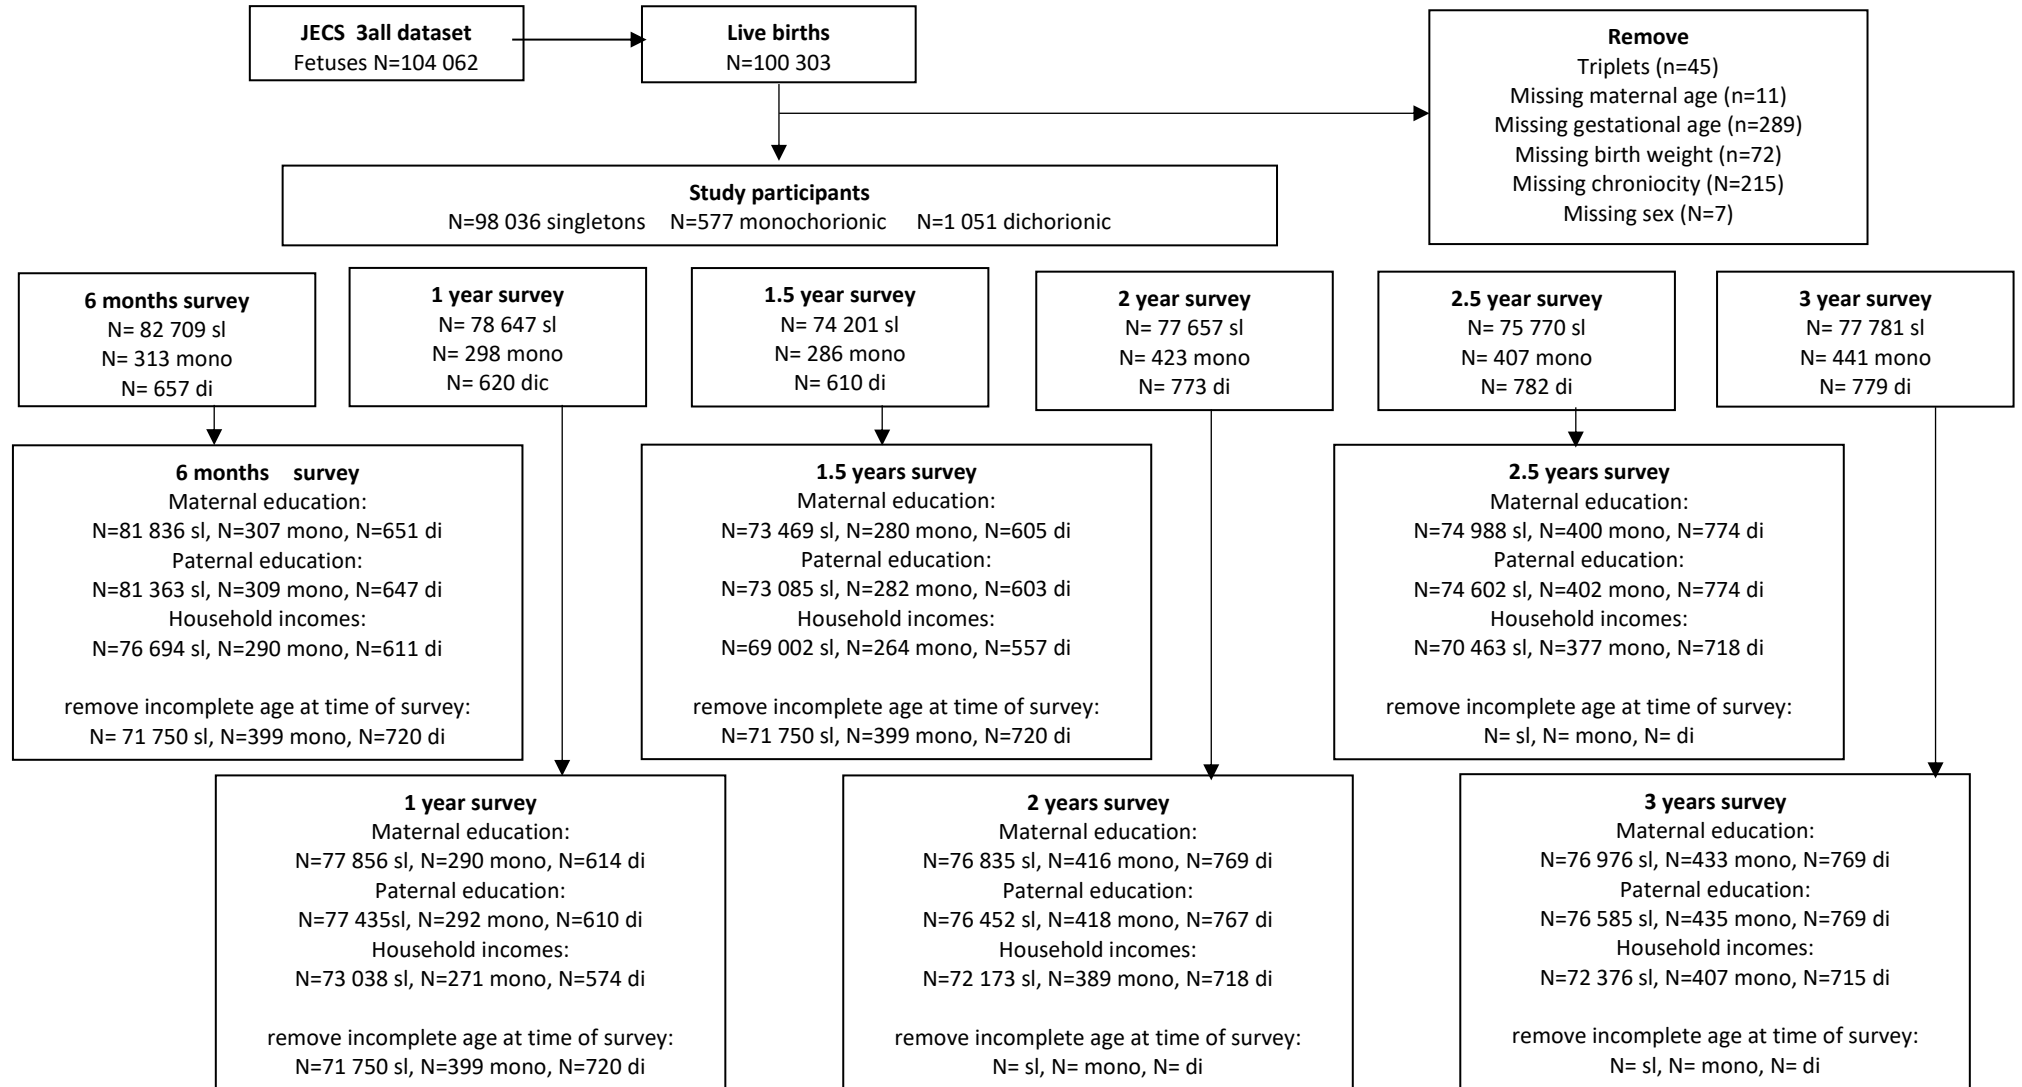 JECS  3all dataset
Fetuses N=104 062
Live births
N=100 303
Remove
Triplets (n=45)
Missing maternal age (n=11)
Missing gestational age (n=289)
Missing birth weight (n=72)
Missing chroniocity (N=215)
Missing sex (N=7)
Study participants
N=98 036 singletons    N=577 monochorionic    N=1 051 dichorionic
6 months survey
N= 82 709 sl
N= 313 mono
N= 657 di
1 year survey
N= 78 647 sl
N= 298 mono
N= 620 dic
1.5 year survey
N= 74 201 sl
N= 286 mono
N= 610 di
2 year survey
N= 77 657 sl
N= 423 mono
N= 773 di
2.5 year survey
N= 75 770 sl
N= 407 mono
N= 782 di
3 year survey
N= 77 781 sl
N= 441 mono
N= 779 di
6 months    survey
Maternal education:
N=81 836 sl, N=307 mono, N=651 di
Paternal education:
N=81 363 sl, N=309 mono, N=647 di
Household incomes:
N=76 694 sl, N=290 mono, N=611 di
remove incomplete age at time of survey:
N= 71 750 sl, N=399 mono, N=720 di
1.5 years survey
Maternal education:
N=73 469 sl, N=280 mono, N=605 di
Paternal education:
N=73 085 sl, N=282 mono, N=603 di
Household incomes:
N=69 002 sl, N=264 mono, N=557 di
remove incomplete age at time of survey:
N=71 750 sl, N=399 mono, N=720 di
2.5 years survey
Maternal education:
N=74 988 sl, N=400 mono, N=774 di
Paternal education:
N=74 602 sl, N=402 mono, N=774 di
Household incomes:
N=70 463 sl, N=377 mono, N=718 di
remove incomplete age at time of survey:
N= sl, N= mono, N= di
1 year survey
Maternal education:
N=77 856 sl, N=290 mono, N=614 di
Paternal education:
N=77 435sl, N=292 mono, N=610 di
Household incomes:
N=73 038 sl, N=271 mono, N=574 di
remove incomplete age at time of survey:
N=71 750 sl, N=399 mono, N=720 di
2 years survey
Maternal education:
N=76 835 sl, N=416 mono, N=769 di
Paternal education:
N=76 452 sl, N=418 mono, N=767 di
Household incomes:
N=72 173 sl, N=389 mono, N=718 di
remove incomplete age at time of survey:
N= sl, N= mono, N= di
3 years survey
Maternal education:
N=76 976 sl, N=433 mono, N=769 di
Paternal education:
N=76 585 sl, N=435 mono, N=769 di
Household incomes:
N=72 376 sl, N=407 mono, N=715 di
remove incomplete age at time of survey:
N= sl, N= mono, N= di